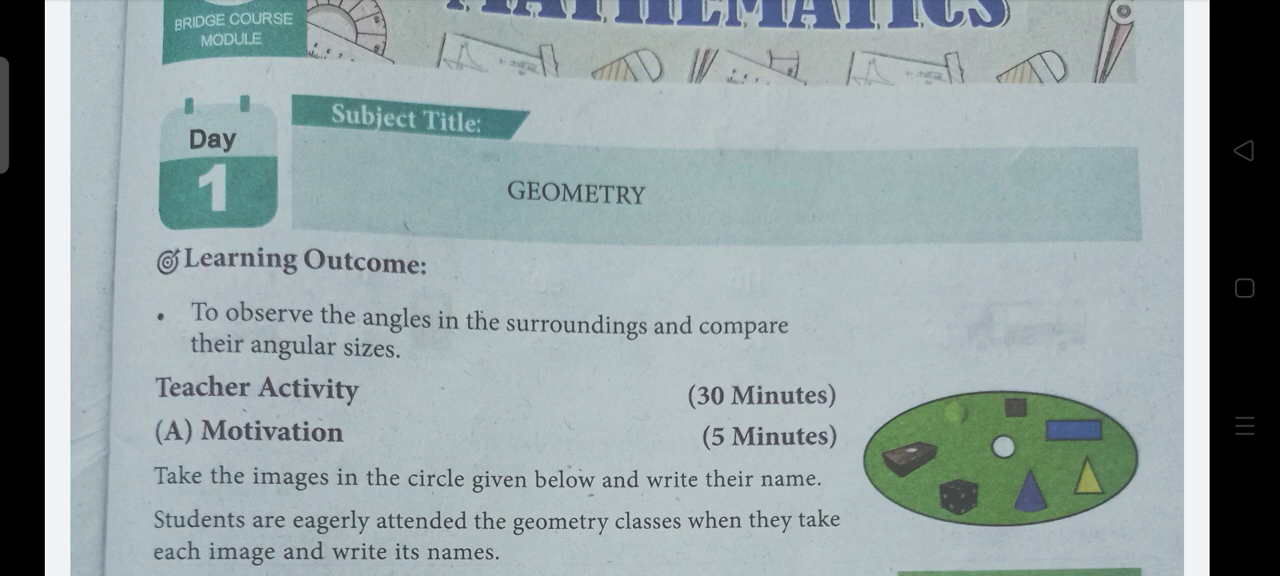 BRIDGE COURSE
MODULE
MATHEMATICS
Day
1
Subject Title:
GEOMETRY
Learning Outcome:
• To observe the angles in the surroundings and compare
their angular sizes.
Teacher Activity (30 Minutes)
(A) Motivation (5 Minutes)
Take the images in the circle given below and write their name.
Students are eagerly attended the geometry classes when they take
each image and write its names.